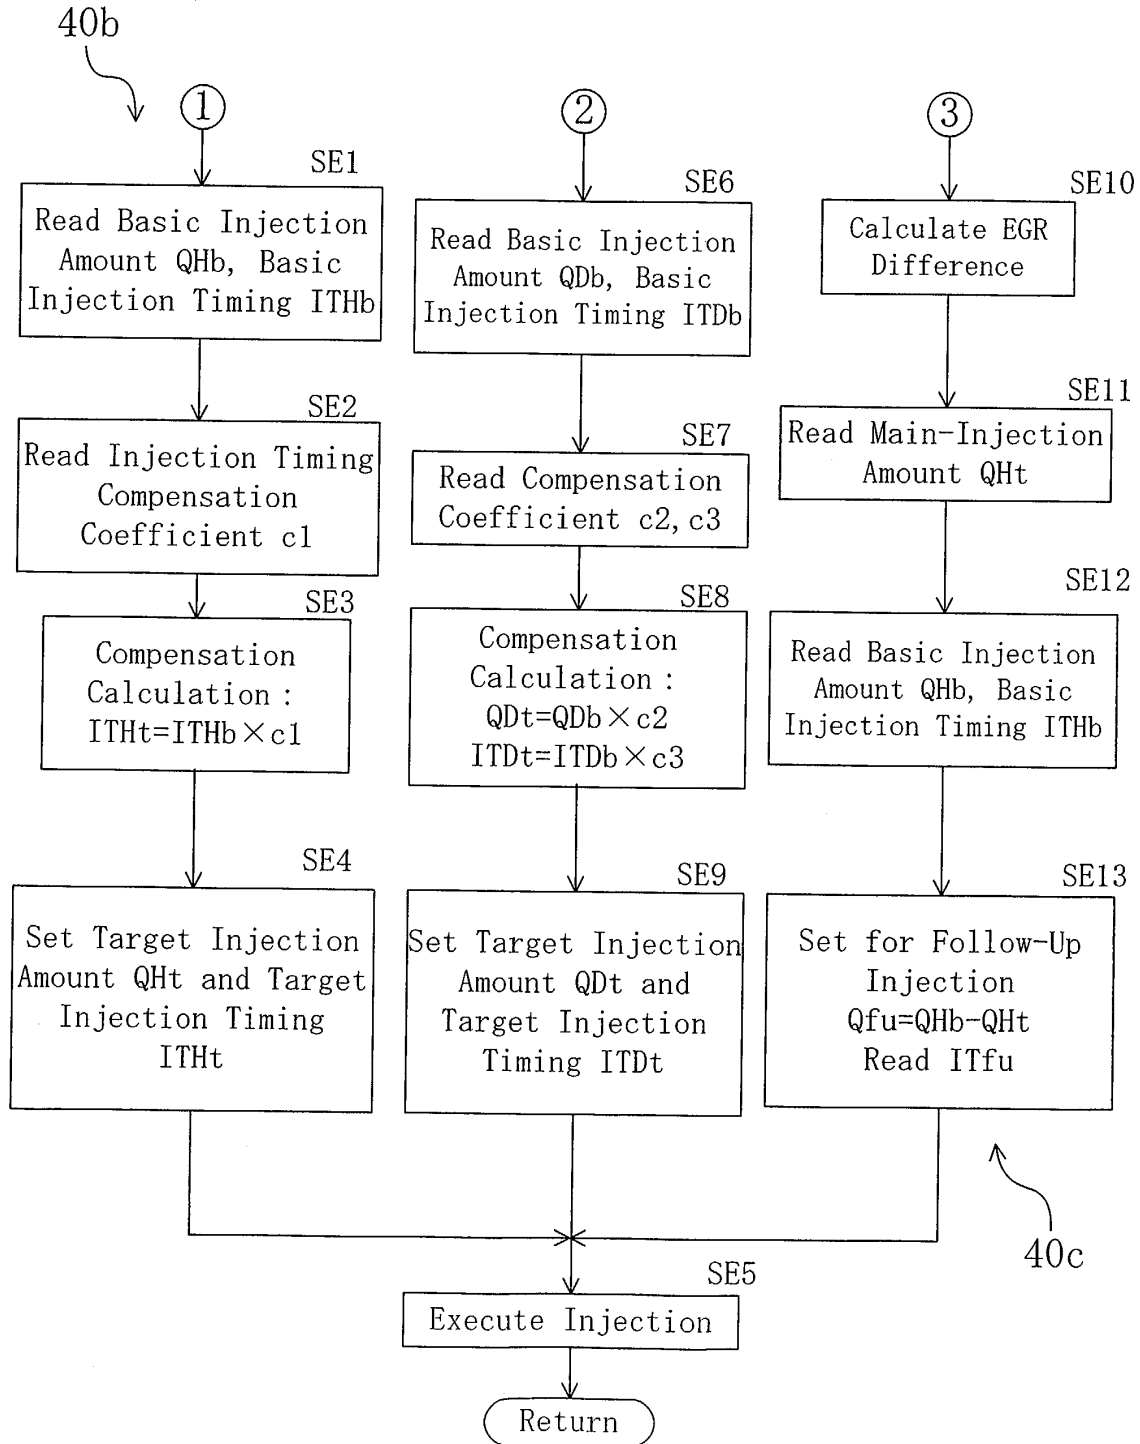 40b
①
SE1
Read Basic Injection
Amount QHb, Basic
Injection Timing ITHb
SE2
Read Injection Timing
Compensation
Coefficient c1
SE3
Compensation
Calculation:
ITHt=ITHb×c1
SE4
Set Target Injection
Amount QHt and Target
Injection Timing
ITHt
②
SE6
Read Basic Injection
Amount QDb, Basic
Injection Timing ITDb
SE7
Read Compensation
Coefficient c2,c3
SE8
Compensation
Calculation:
QDt=QDb×c2
ITDt=ITDb×c3
SE9
Set Target Injection
Amount QDt and
Target Injection
Timing ITDt
③
SE10
Calculate EGR
Difference
SE11
Read Main-Injection
Amount QHt
SE12
Read Basic Injection
Amount QHb, Basic
Injection Timing ITHb
SE13
Set for Follow-Up
Injection
Qfu=QHb-QHt
Read ITfu
40c
SE5
Execute Injection
Return